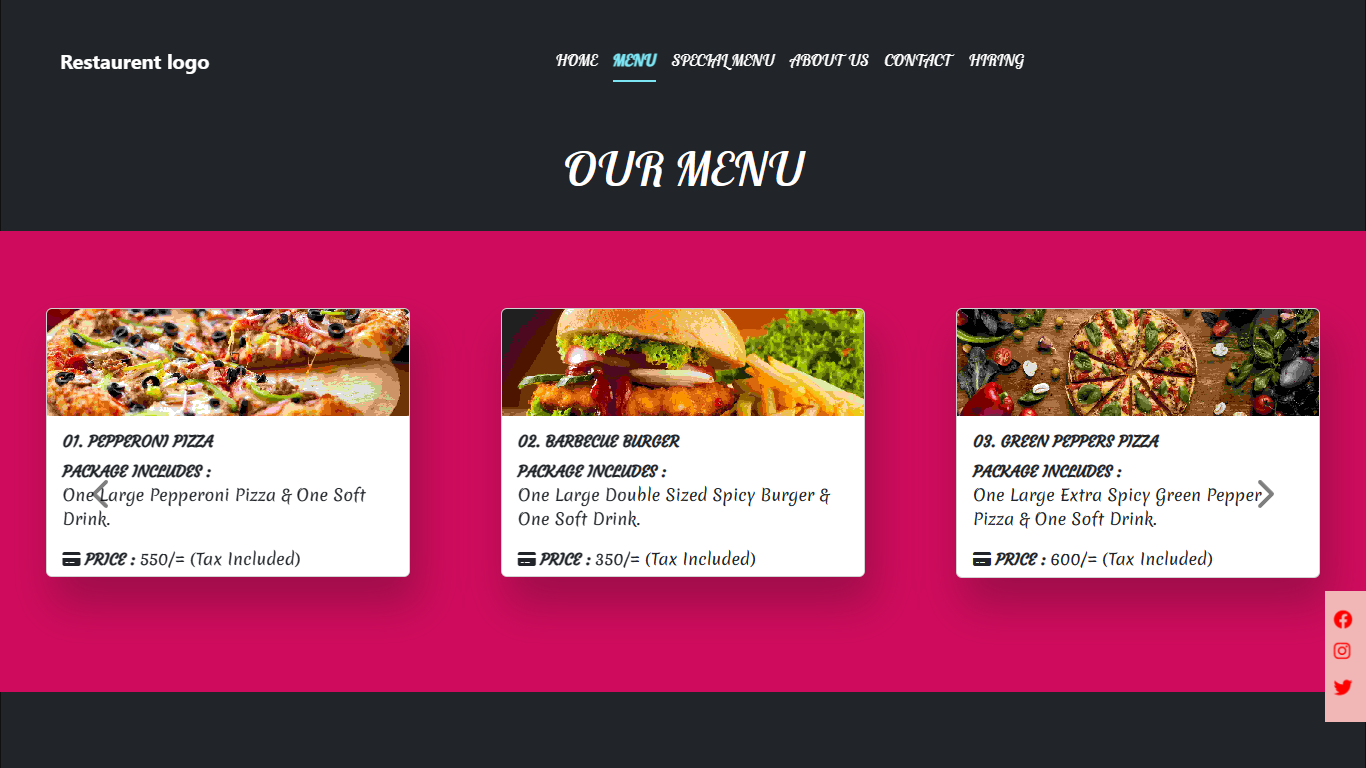 Restaurent logo
HOME MENU SPECIAL MENU ABOUT US CONTACT HIRING
OUR MENU
01. PEPPERONI PIZZA
PACKAGE INCLUDES :
One Large Pepperoni Pizza & One Soft
Drink.
PRICE : 550/= (Tax Included)
02. BARBECUE BURGER
PACKAGE INCLUDES :
One Large Double Sized Spicy Burger &
One Soft Drink.
PRICE : 350/= (Tax Included)
03. GREEN PEPPERS PIZZA
PACKAGE INCLUDES :
One Large Extra Spicy Green Pepper
Pizza & One Soft Drink.
PRICE : 600/= (Tax Included)